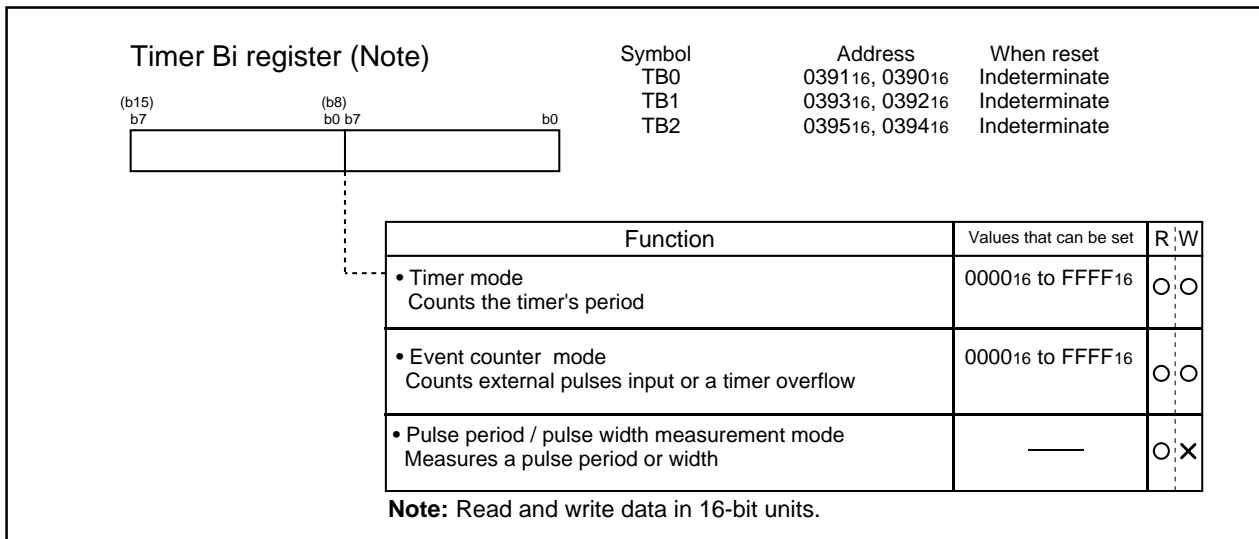 Timer Bi register (Note)
Symbol Address When reset
TB0 039116, 039016 Indeterminate
TB1 039316, 039216 Indeterminate
TB2 039516, 039416 Indeterminate
(b15) (b8)
b7 b0 b7 b0
Function Values that can be set R W
• Timer mode 000016 to FFFF16
Counts the timer's period
• Event counter mode 000016 to FFFF16
Counts external pulses input or a timer overflow
• Pulse period / pulse width measurement mode
Measures a pulse period or width
Note: Read and write data in 16-bit units.